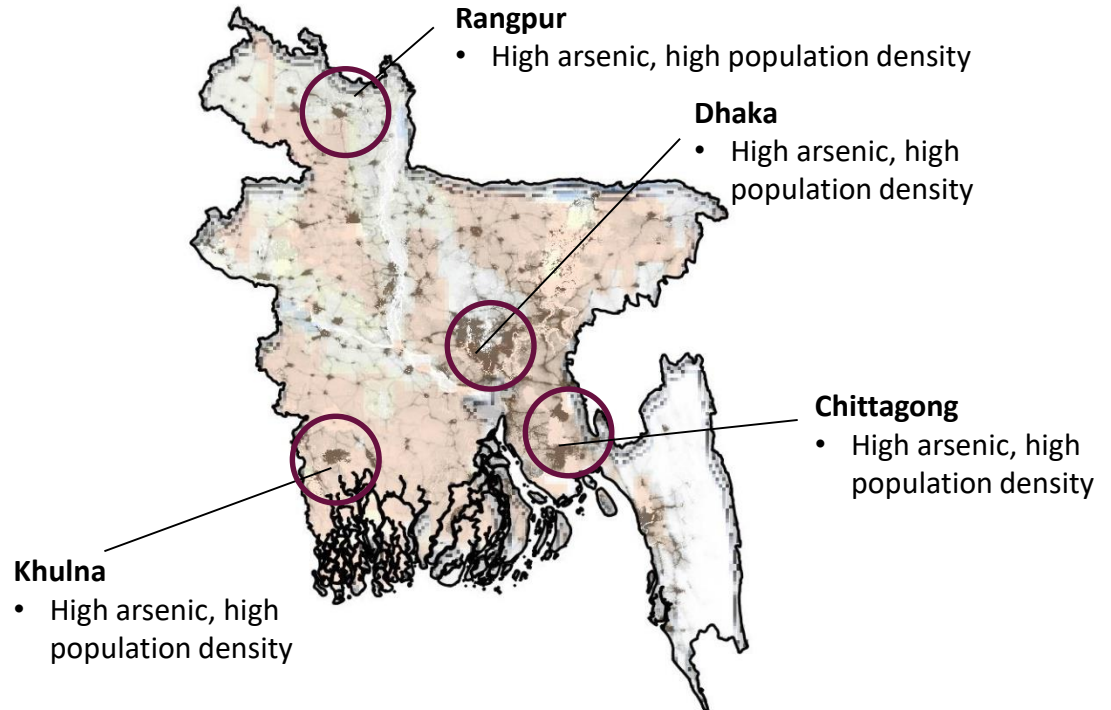 Rangpur
• High arsenic, high population density
Dhaka
• High arsenic, high
population density
Chittagong
• High arsenic, high
population density
Khulna
• High arsenic, high
population density